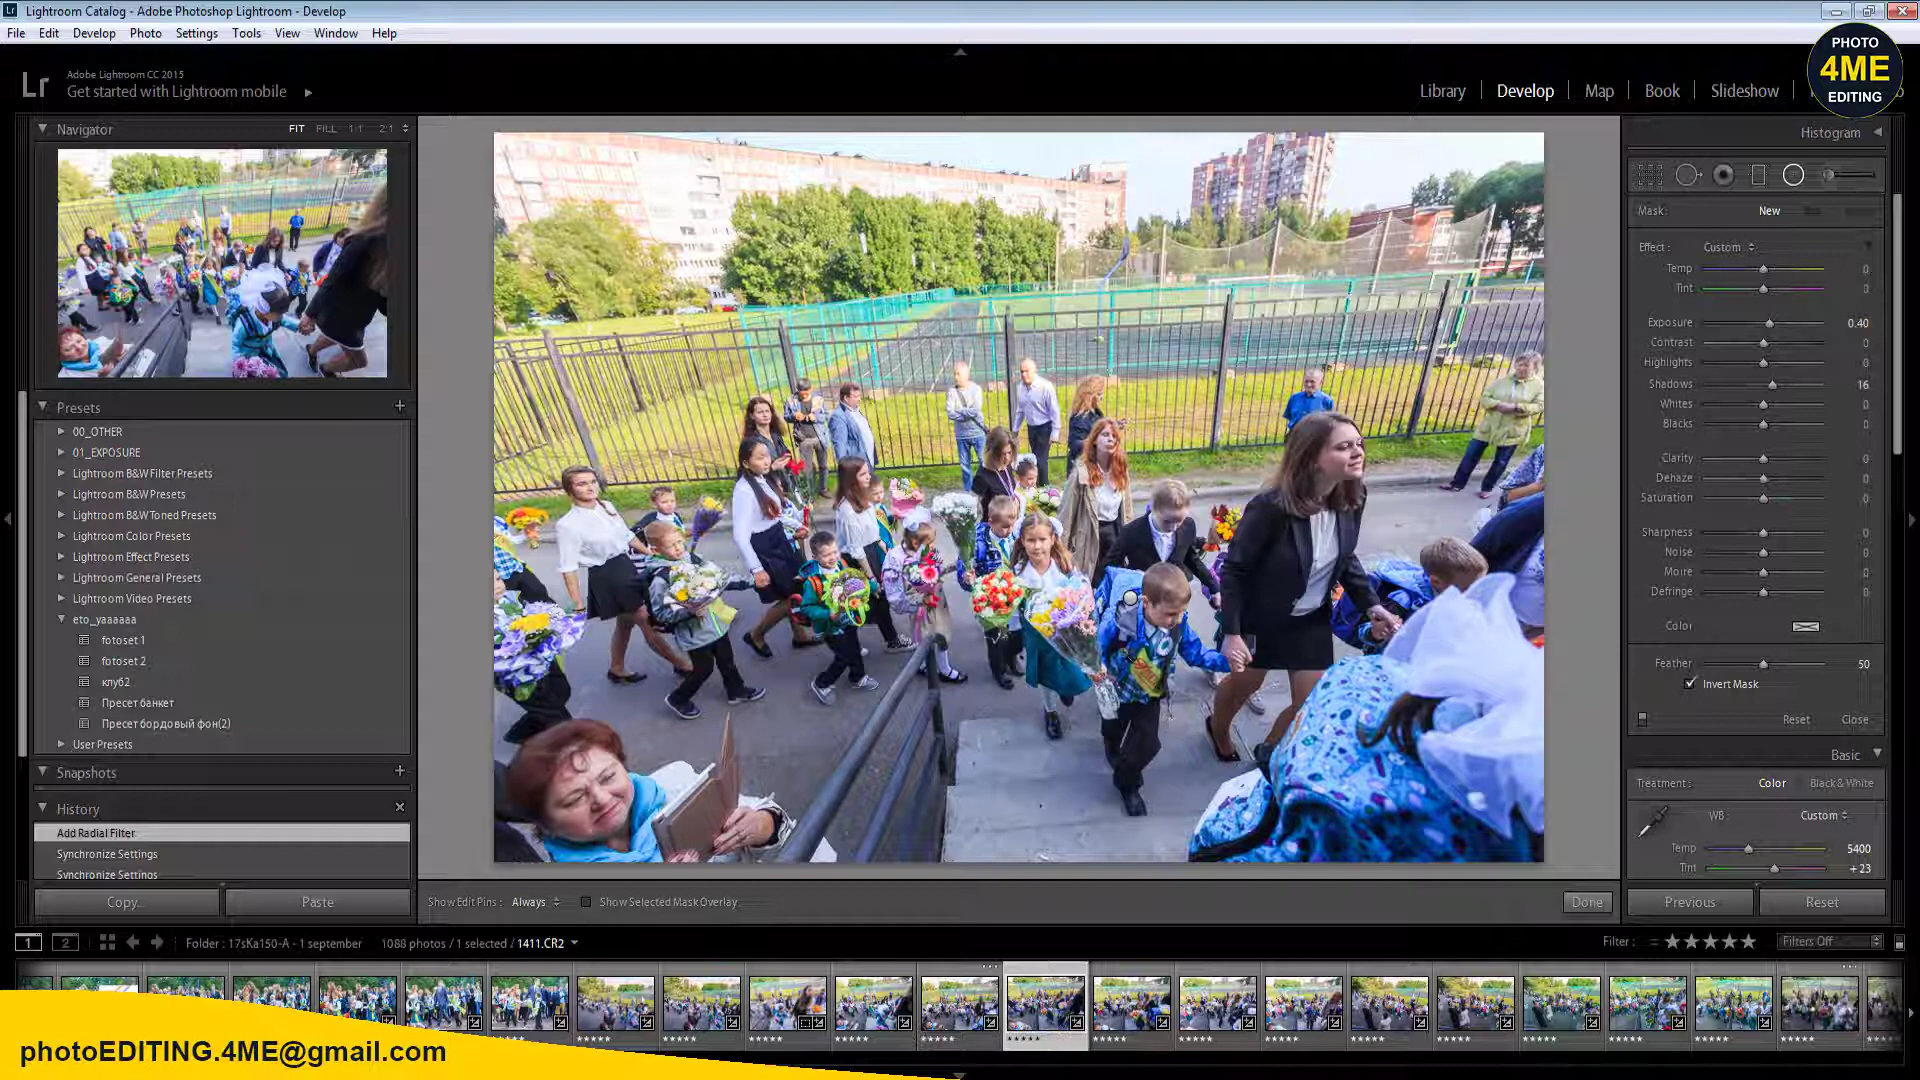 Lightroom Catalog - Adobe Photoshop Lightroom - Develop
File Edit Develop Photo Settings Tools View Window Help
PHOTO
4ME
EDITING
Lr
Adobe Lightroom CC 2015
Get started with Lightroom mobile
Library Develop Map Book Slideshow
Navigator FIT FILL 1:1 2:1
Presets
00_OTHER
01_EXPOSURE
Lightroom B&W Filter Presets
Lightroom B&W Presets
Lightroom B&W Toned Presets
Lightroom Color Presets
Lightroom Effect Presets
Lightroom General Presets
Lightroom Video Presets
eto_yaaaaaa
fotoset 1
fotoset 2
клуб2
Пресет банкет
Пресет бордовый фон(2)
User Presets
Snapshots
History
Add Radial Filter
Synchronize Settings
Synchronize Settings
Copy... Paste
Show Edit Pins : Always Show Selected Mask Overlay
Done
Histogram
Mask : New
Effect : Custom
Temp 0
Tint 0
Exposure 0.40
Contrast 0
Highlights 0
Shadows 16
Whites 0
Blacks 0
Clarity 0
Dehaze 0
Saturation 0
Sharpness 0
Noise 0
Moire 0
Defringe 0
Color
Feather 50
Invert Mask
Reset Close
Basic
Treatment : Color Black & White
WB : Custom
Temp 5400
Tint + 23
Previous Reset
1 2 Folder : 17sKa150-A - 1 september 1088 photos / 1 selected / 1411.CR2
Filter : Filters Off
photoEDITING.4ME@gmail.com